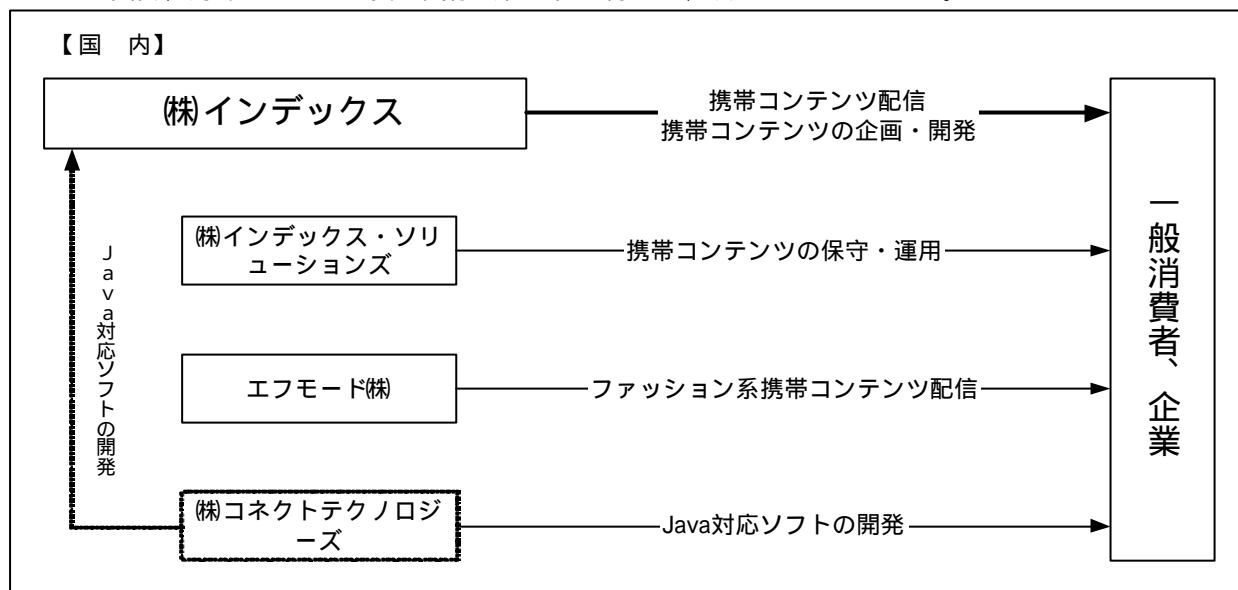 【国 内】
㈱インデックス
携帯コンテンツ配信
携帯コンテンツの企画・開発
㈱インデックス・ソリ
ューションズ
携帯コンテンツの保守・運用
エフモード㈱
ファッション系携帯コンテンツ配信
㈱コネクトテクノロジ
ーズ
Java対応ソフトの開発
Java対応ソフトの開発
一般消費者、企業